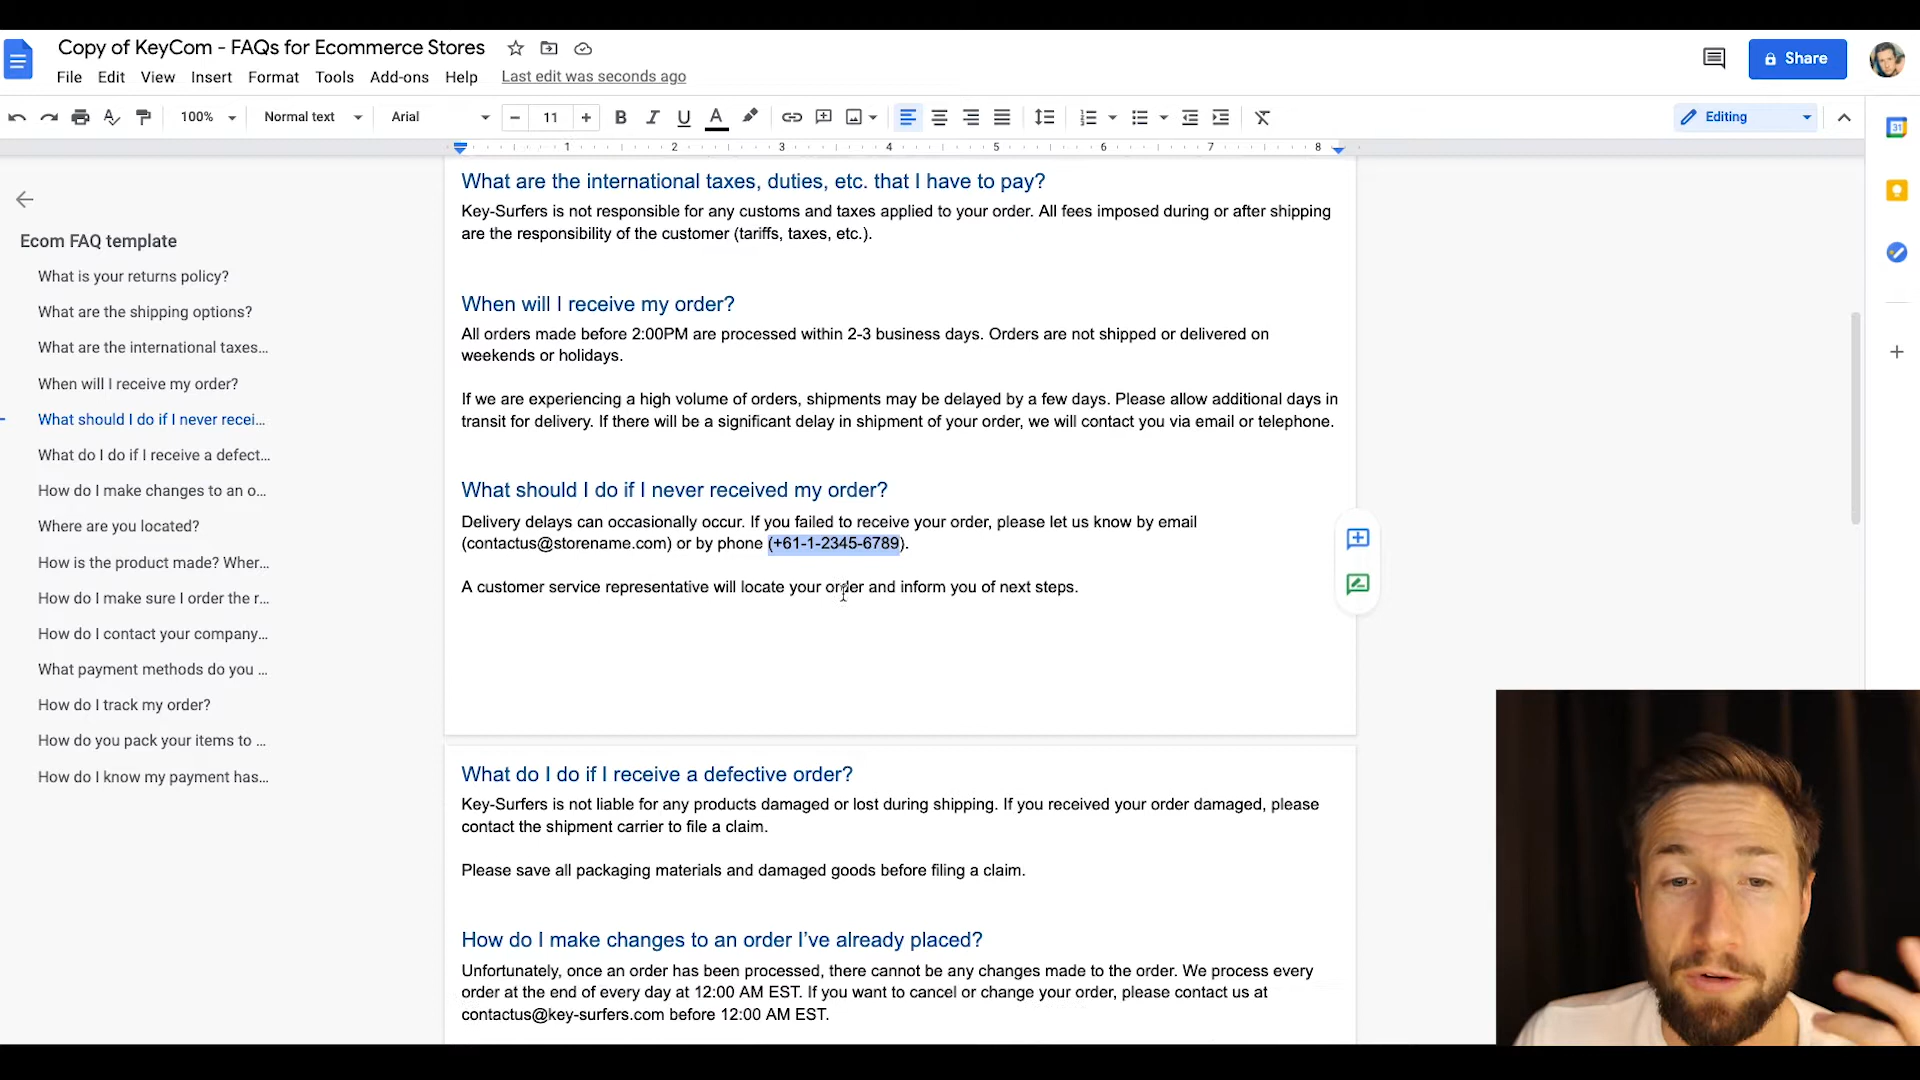 Copy of KeyCom - FAQs for Ecommerce Stores
File Edit View Insert Format Tools Add-ons Help Last edit was seconds ago
Share
100% Normal text Arial 11 Editing
1 2 3 4 5 6 7 8
31
Ecom FAQ template
What is your returns policy?
What are the shipping options?
What are the international taxes...
When will I receive my order?
What should I do if I never recei...
What do I do if I receive a defect...
How do I make changes to an o...
Where are you located?
How is the product made? Wher...
How do I make sure I order the r...
How do I contact your company...
What payment methods do you ...
How do I track my order?
How do you pack your items to ...
How do I know my payment has...
What are the international taxes, duties, etc. that I have to pay?
Key-Surfers is not responsible for any customs and taxes applied to your order. All fees imposed during or after shipping
are the responsibility of the customer (tariffs, taxes, etc.).
When will I receive my order?
All orders made before 2:00PM are processed within 2-3 business days. Orders are not shipped or delivered on
weekends or holidays.
If we are experiencing a high volume of orders, shipments may be delayed by a few days. Please allow additional days in
transit for delivery. If there will be a significant delay in shipment of your order, we will contact you via email or telephone.
What should I do if I never received my order?
Delivery delays can occasionally occur. If you failed to receive your order, please let us know by email
(contactus@storename.com) or by phone (+61-1-2345-6789).
A customer service representative will locate your order and inform you of next steps.
What do I do if I receive a defective order?
Key-Surfers is not liable for any products damaged or lost during shipping. If you received your order damaged, please
contact the shipment carrier to file a claim.
Please save all packaging materials and damaged goods before filing a claim.
How do I make changes to an order I've already placed?
Unfortunately, once an order has been processed, there cannot be any changes made to the order. We process every
order at the end of every day at 12:00 AM EST. If you want to cancel or change your order, please contact us at
contactus@key-surfers.com before 12:00 AM EST.